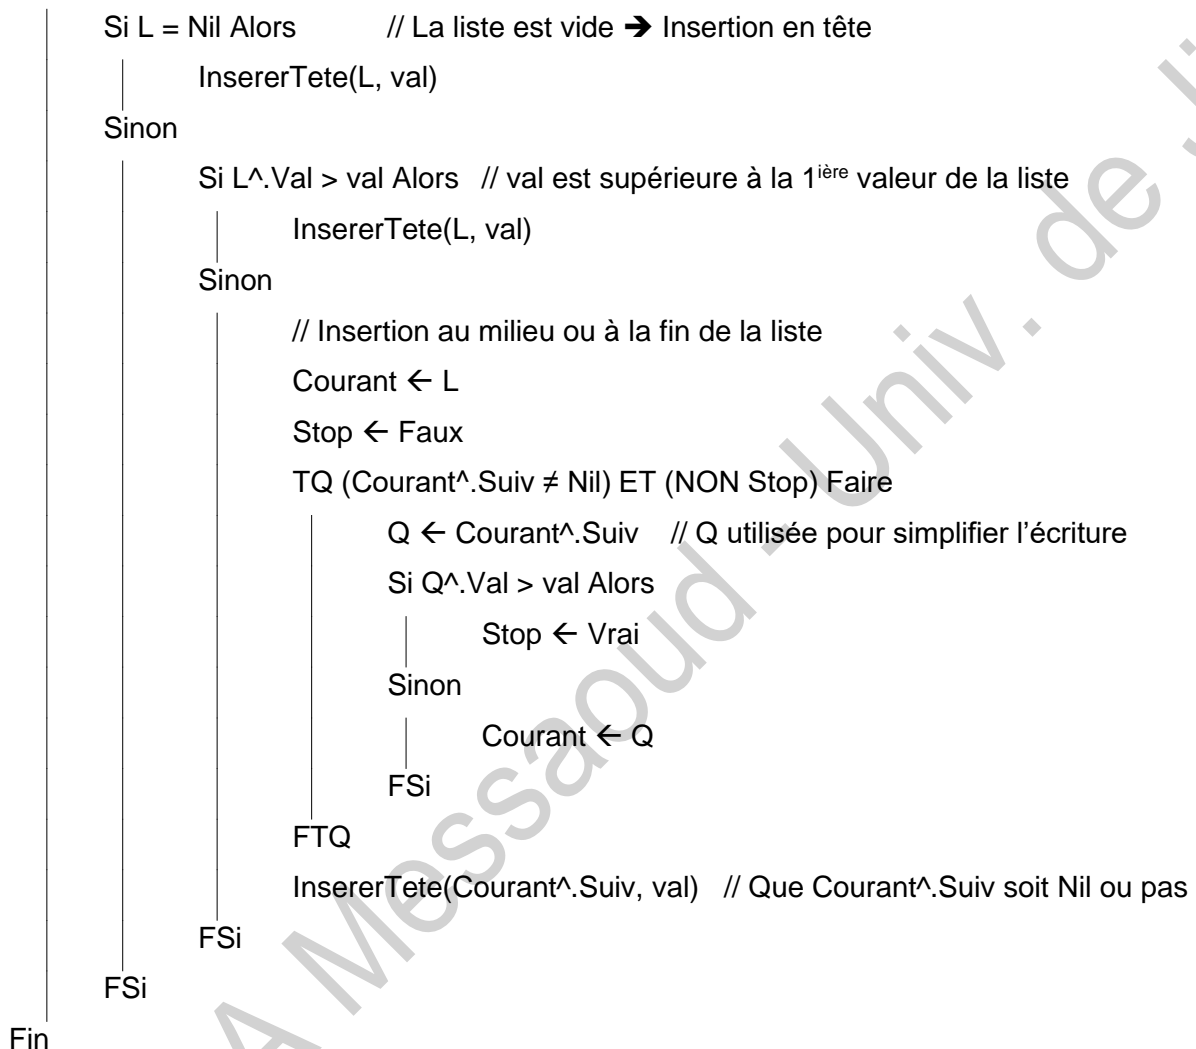 Si L = Nil Alors // La liste est vide ➔ Insertion en tête
InsererTete(L, val)
Sinon
Si L^.Val > val Alors // val est supérieure à la 1ière valeur de la liste
InsererTete(L, val)
Sinon
// Insertion au milieu ou à la fin de la liste
Courant ← L
Stop ← Faux
TQ (Courant^.Suiv ≠ Nil) ET (NON Stop) Faire
Q ← Courant^.Suiv // Q utilisée pour simplifier l’écriture
Si Q^.Val > val Alors
Stop ← Vrai
Sinon
Courant ← Q
FSi
FTQ
InsererTete(Courant^.Suiv, val) // Que Courant^.Suiv soit Nil ou pas
FSi
FSi
Fin
A Messaoud - Univ. de